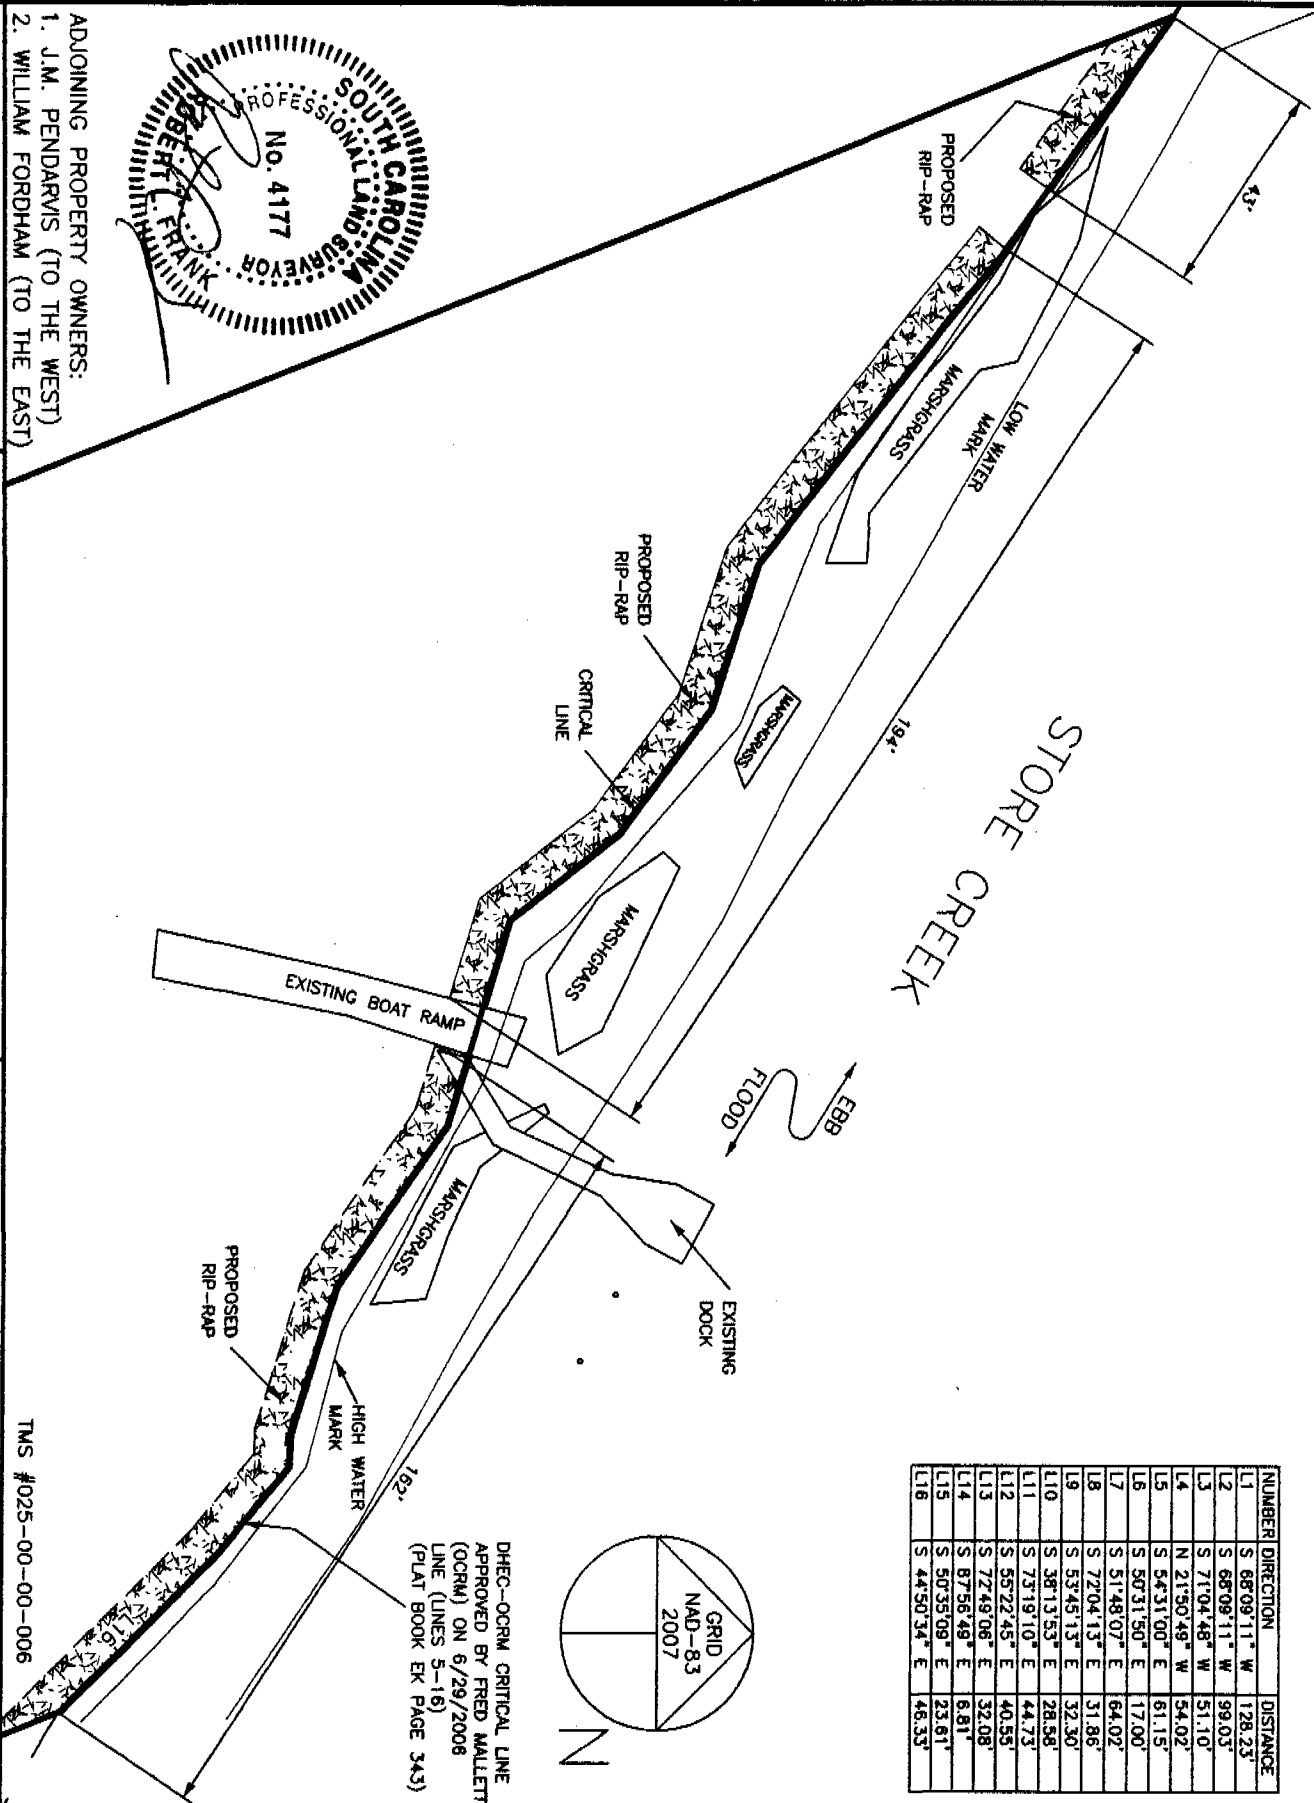 STORE CREEK
EBB
FLOOD
43'
194'
162'
PROPOSED
RIP-RAP
LOW WATER
MARK
MARSHGRASS
PROPOSED
RIP-RAP
MARSHGRASS
CRITICAL
LINE
MARSHGRASS
EXISTING BOAT RAMP
MARSHGRASS
EXISTING
DOCK
PROPOSED
RIP-RAP
HIGH WATER
MARK
L16
NUMBER DIRECTION DISTANCE
L1 S 68°09'11" W 128.23'
L2 S 68°09'11" W 99.03'
L3 S 71°04'48" W 51.10'
L4 N 21°50'49" W 54.02'
L5 S 54°31'00" E 61.15'
L6 S 50°31'50" E 17.00'
L7 S 51°48'07" E 64.02'
L8 S 72°04'13" E 31.86'
L9 S 53°45'13" E 32.30'
L10 S 38°13'53" E 28.58'
L11 S 73°19'10" E 44.73'
L12 S 55°22'45" E 40.55'
L13 S 72°49'06" E 32.08'
L14 S 87°56'49" E 6.81'
L15 S 50°35'09" E 23.61'
L16 S 44°50'34" E 46.33'
GRID
NAD-83
2007
N
DHEC-OCRM CRITICAL LINE
APPROVED BY FRED MALLETT
(OCRM) ON 6/29/2006
LINE (LINES 5-16)
(PLAT BOOK EK PAGE 343)
SOUTH CAROLINA
PROFESSIONAL LAND SURVEYOR
No. 4177
ROBERT L. FRANK
ADJOINING PROPERTY OWNERS:
1. J.M. PENDARVIS (TO THE WEST)
2. WILLIAM FORDHAM (TO THE EAST)
TMS #025-00-00-006